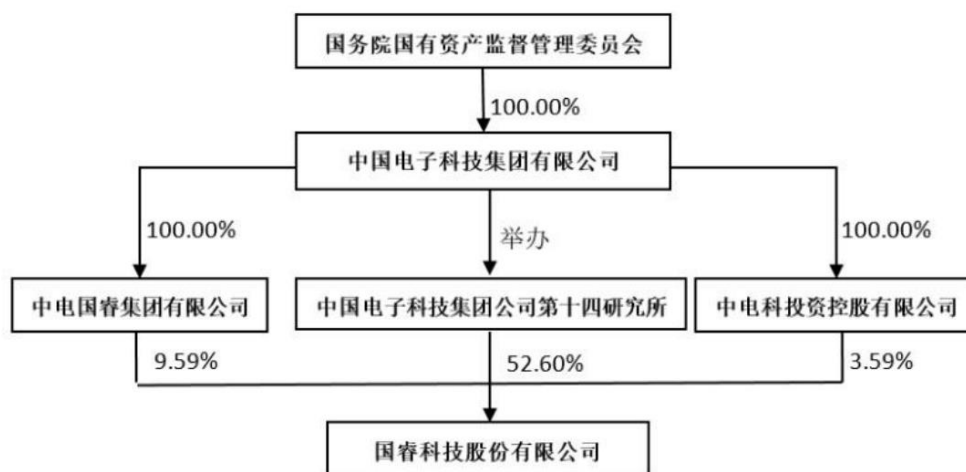 国务院国有资产监督管理委员会
100.00%
中国电子科技集团有限公司
100.00%
举办
100.00%
中电国睿集团有限公司
中国电子科技集团公司第十四研究所
中电科投资控股有限公司
9.59%
52.60%
3.59%
国睿科技股份有限公司